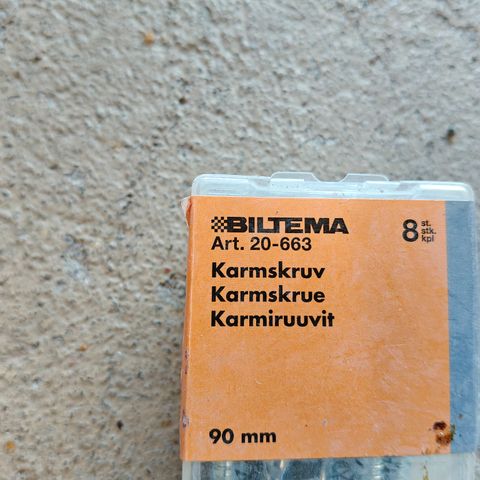 BILTEMA
Art. 20-663
8 st.
stk.
kpl
Karmskruv
Karmskrue
Karmiruuvit
90 mm